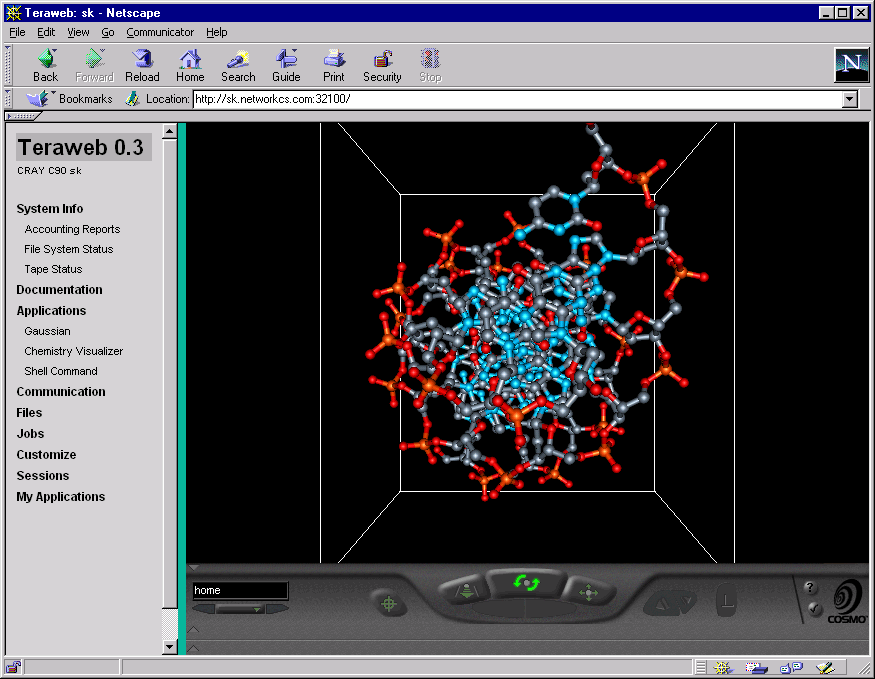 Teraweb: sk - Netscape
File Edit View Go Communicator Help
Back Forward Reload Home Search Guide Print Security Stop
N
Bookmarks Location: http://sk.networkcs.com:32100/
Teraweb 0.3
CRAY C90 sk
System Info
Accounting Reports
File System Status
Tape Status
Documentation
Applications
Gaussian
Chemistry Visualizer
Shell Command
Communication
Files
Jobs
Customize
Sessions
My Applications
home
?
COSMO